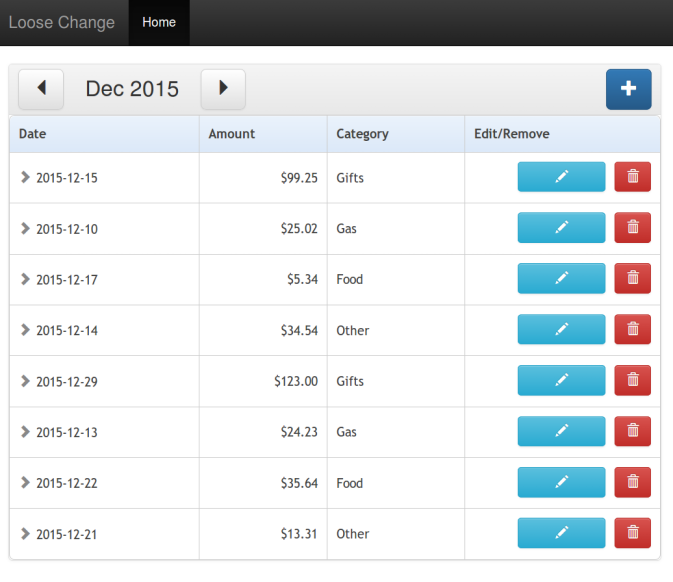 Loose Change Home
Dec 2015
Date Amount Category Edit/Remove
2015-12-15 $99.25 Gifts
2015-12-10 $25.02 Gas
2015-12-17 $5.34 Food
2015-12-14 $34.54 Other
2015-12-29 $123.00 Gifts
2015-12-13 $24.23 Gas
2015-12-22 $35.64 Food
2015-12-21 $13.31 Other